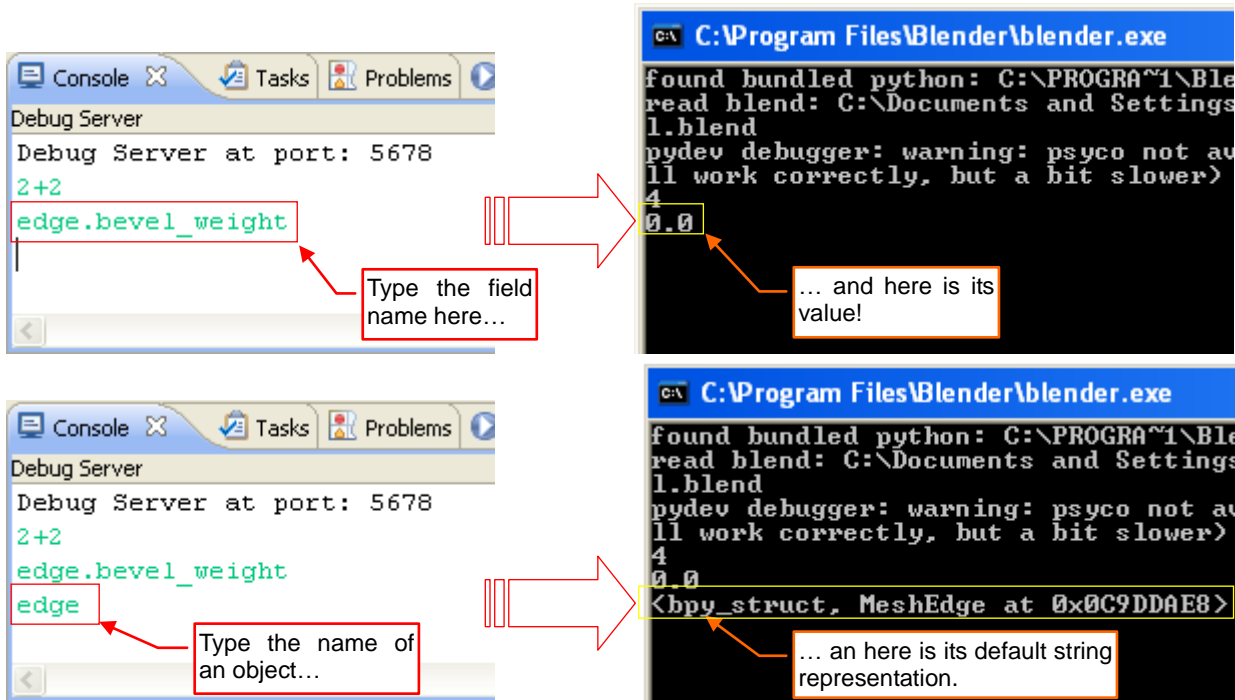 Console Tasks Problems
Debug Server
Debug Server at port: 5678
2+2
edge.bevel_weight
Type the field
name here…
C:\Program Files\Blender\blender.exe
found bundled python: C:\PROGRA~1\Ble
read blend: C:\Documents and Settings
l.blend
pydev debugger: warning: psyco not av
ll work correctly, but a bit slower)
4
0.0
… and here is its
value!
Console Tasks Problems
Debug Server
Debug Server at port: 5678
2+2
edge.bevel_weight
edge
Type the name of
an object…
C:\Program Files\Blender\blender.exe
found bundled python: C:\PROGRA~1\Ble
read blend: C:\Documents and Settings
l.blend
pydev debugger: warning: psyco not av
ll work correctly, but a bit slower)
4
0.0
<bpy_struct, MeshEdge at 0x0C9DDAE8>
… an here is its default string
representation.